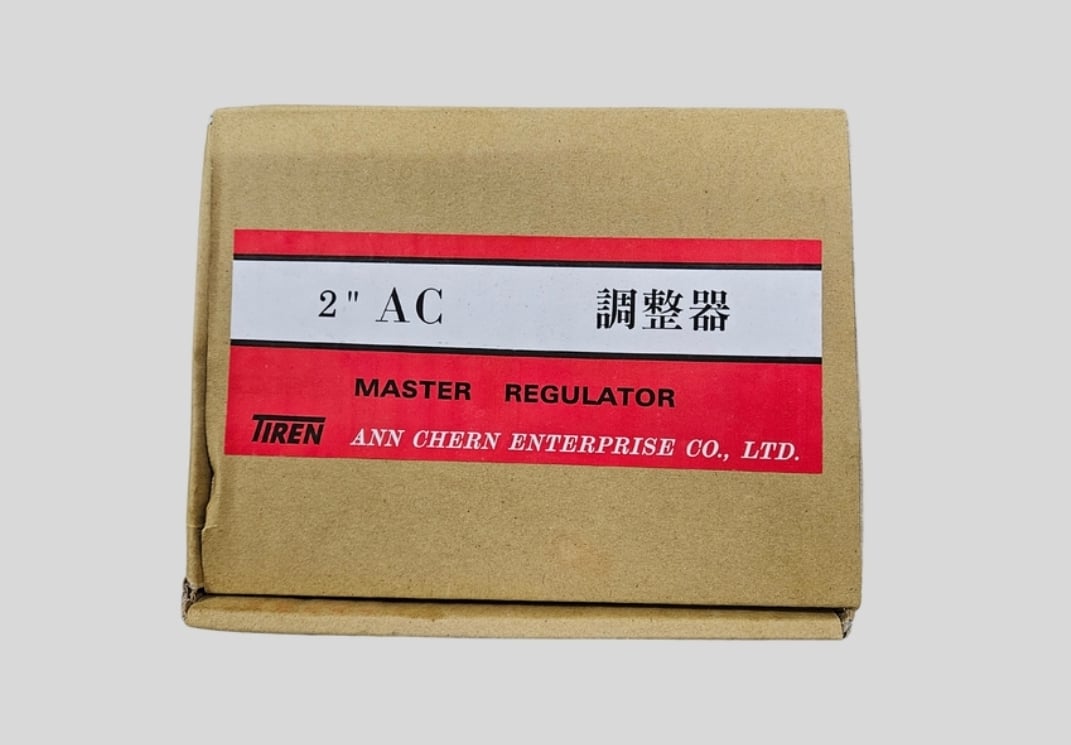 2" AC 調整器
MASTER REGULATOR
TIREN ANN CHERN ENTERPRISE CO., LTD.